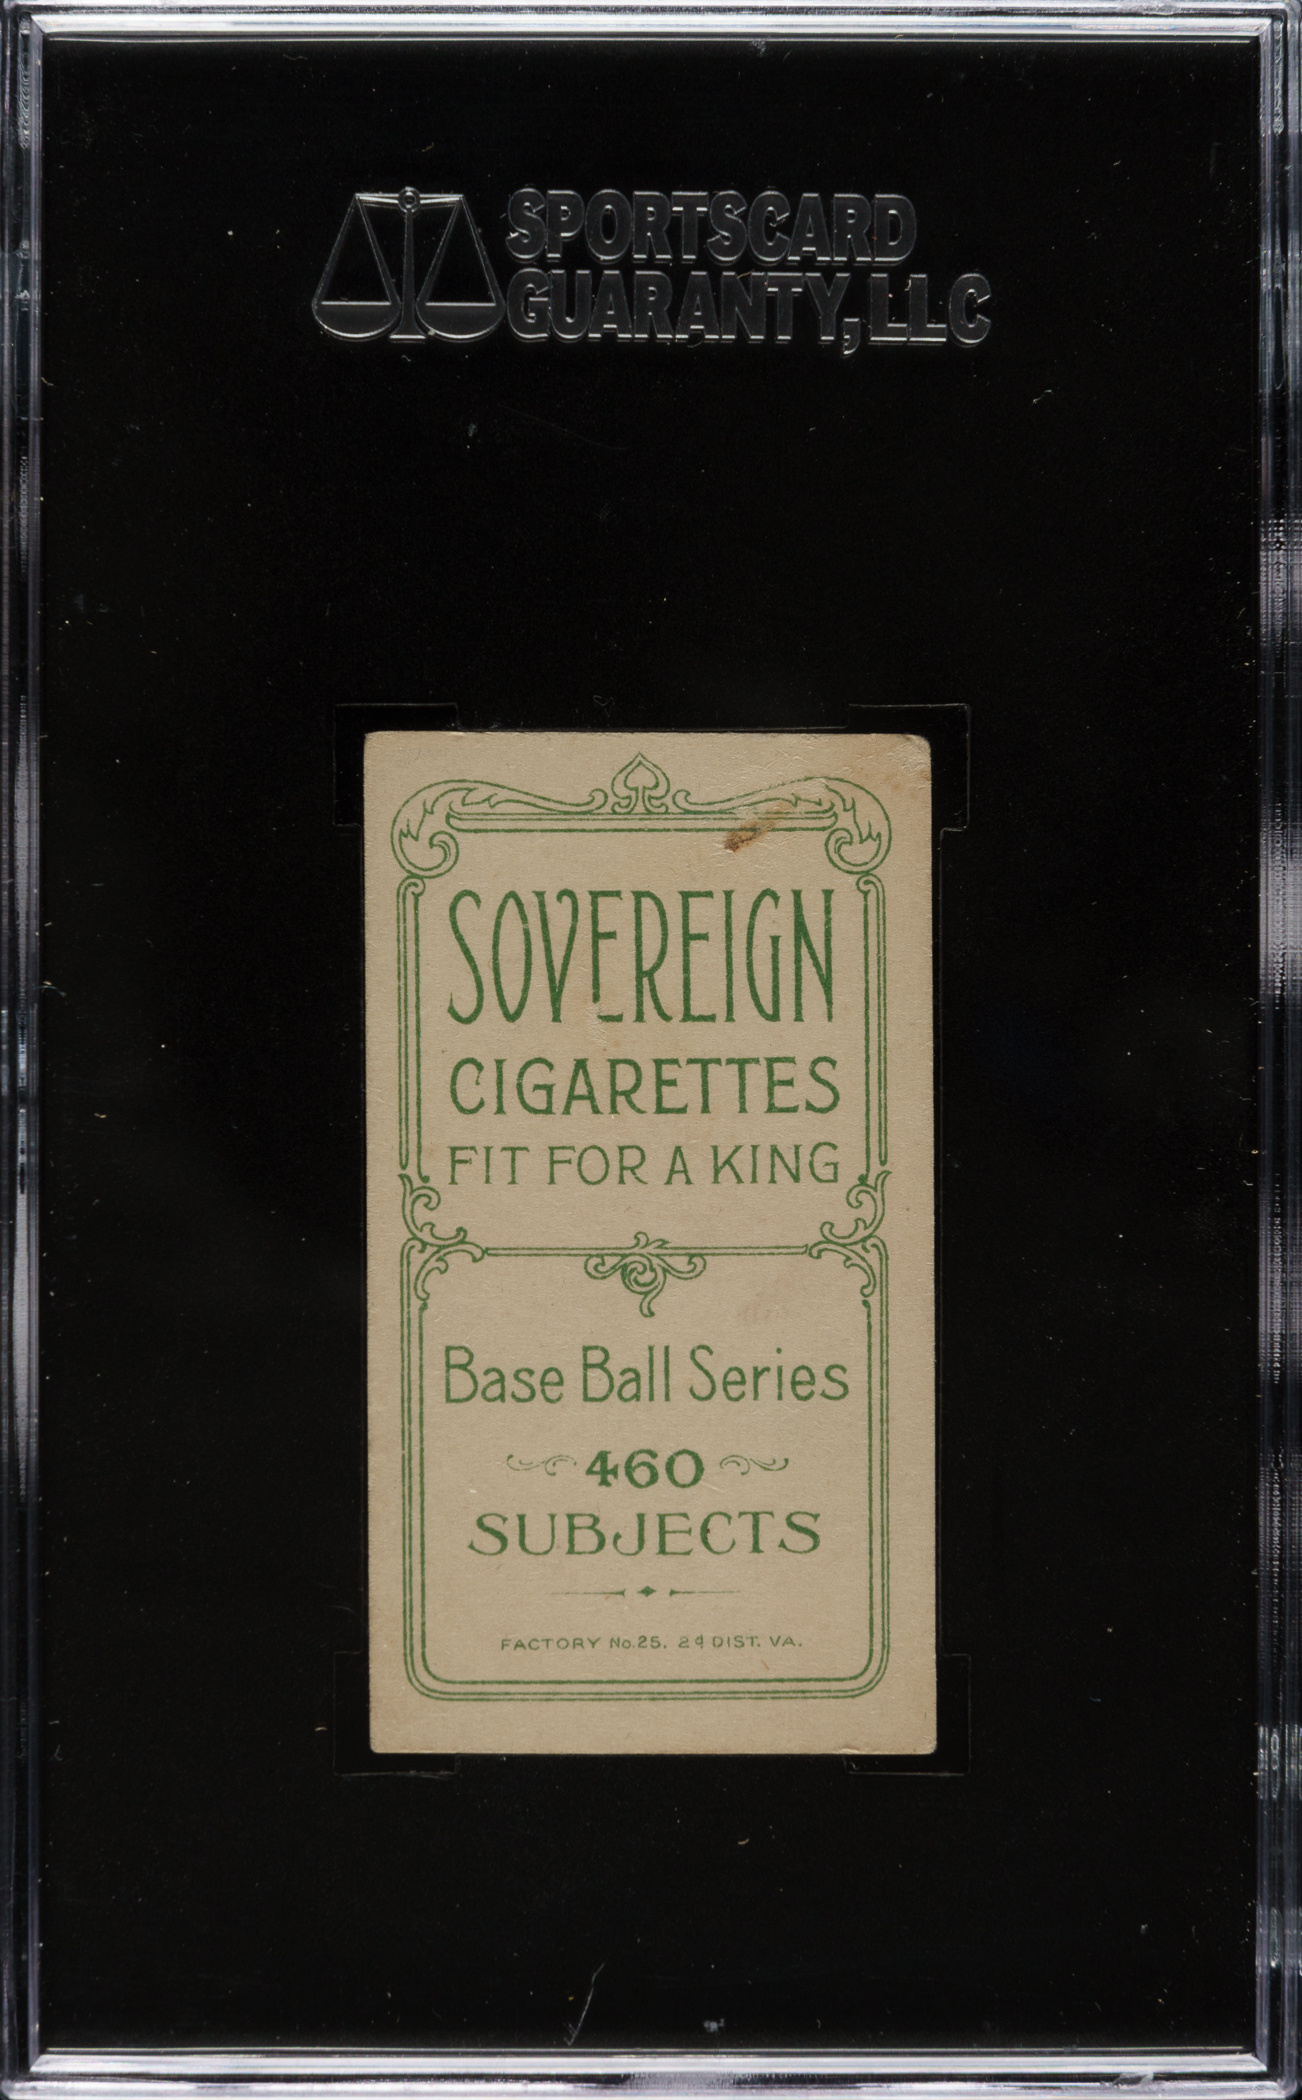 SPORTSCARD
GUARANTY, LLC
SOVEREIGN
CIGARETTES
FIT FOR A KING
Base Ball Series
460
SUBJECTS
FACTORY No. 25. 2d DIST. VA.